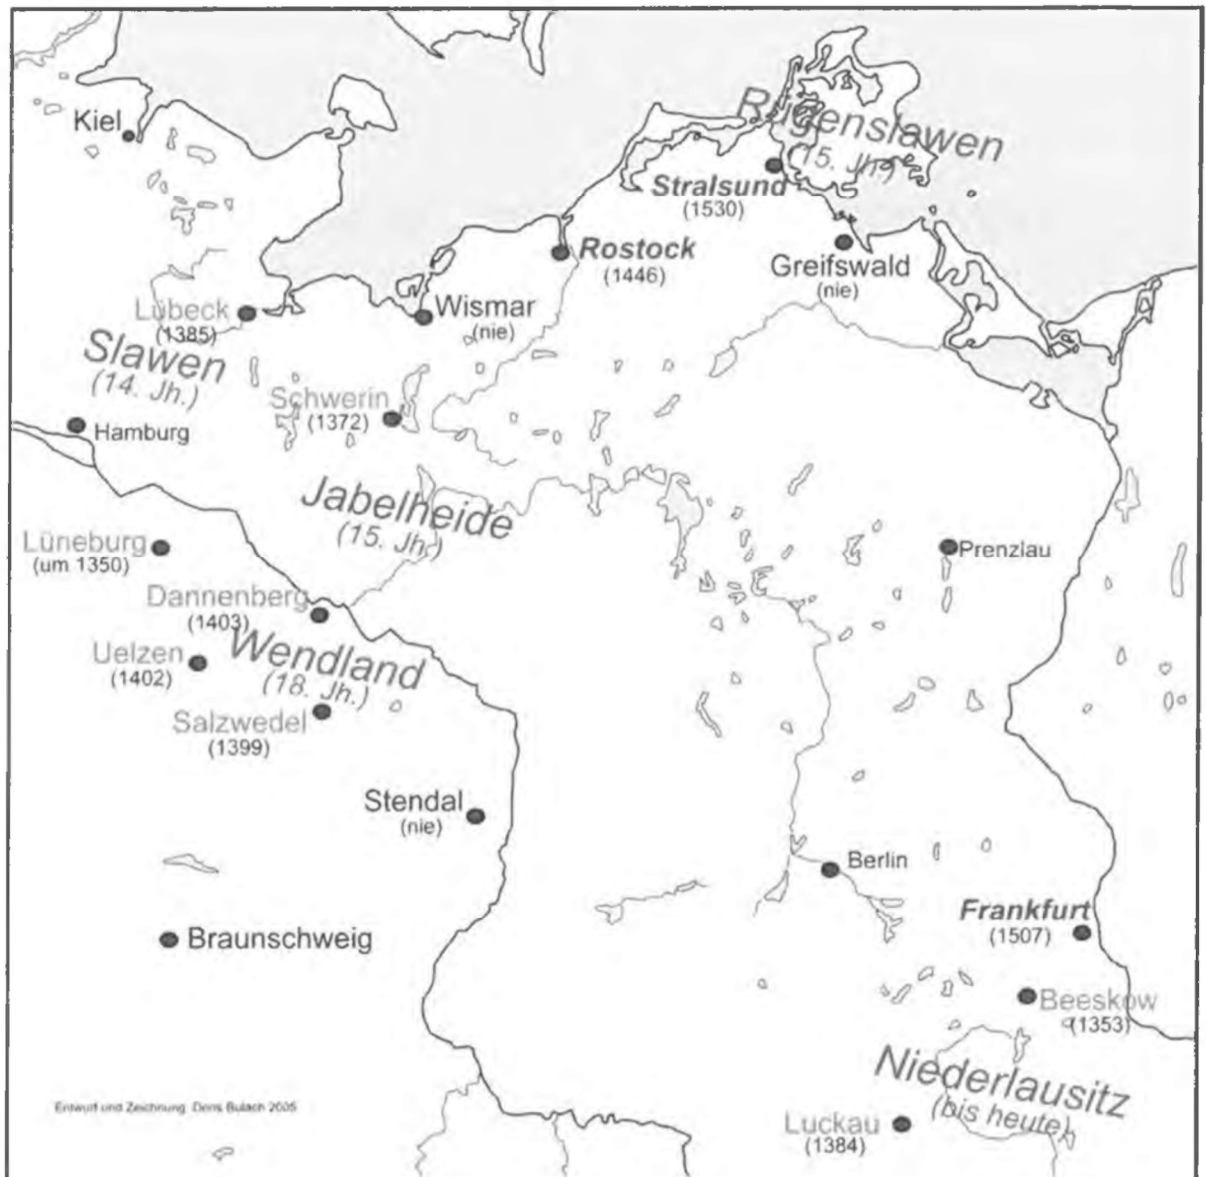 Kiel
Rügenslawen
(15. Jh.)
Stralsund
(1530)
Rostock
(1446)
Greifswald
(nie)
Lübeck
(1385)
Wismar
(nie)
Slawen
(14. Jh.)
Schwerin
(1372)
Hamburg
Jabelheide
(15. Jh.)
Lüneburg
(um 1350)
Prenzlau
Dannenberg
(1403)
Wendland
(18. Jh.)
Uelzen
(1402)
Salzwedel
(1399)
Stendal
(nie)
Berlin
Frankfurt
(1507)
Braunschweig
Beeskow
(1353)
Niederlausitz
(bis heute)
Entwurf und Zeichnung: Doris Bulach 2005
Luckau
(1384)